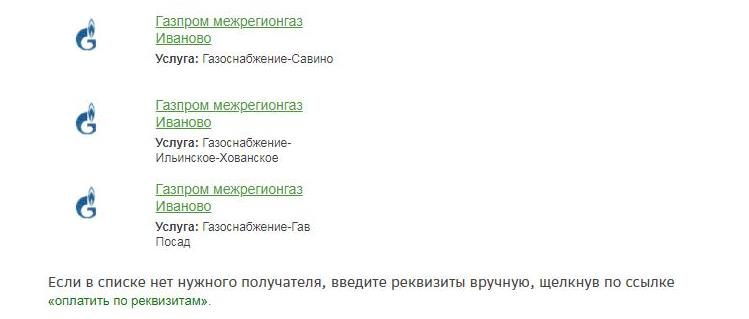 Газпром межрегионгаз
Иваново
Услуга: Газоснабжение-Савино
Газпром межрегионгаз
Иваново
Услуга: Газоснабжение-
Ильинское-Хованское
Газпром межрегионгаз
Иваново
Услуга: Газоснабжение-Гав
Посад
Если в списке нет нужного получателя, введите реквизиты вручную, щелкнув по ссылке
«оплатить по реквизитам».